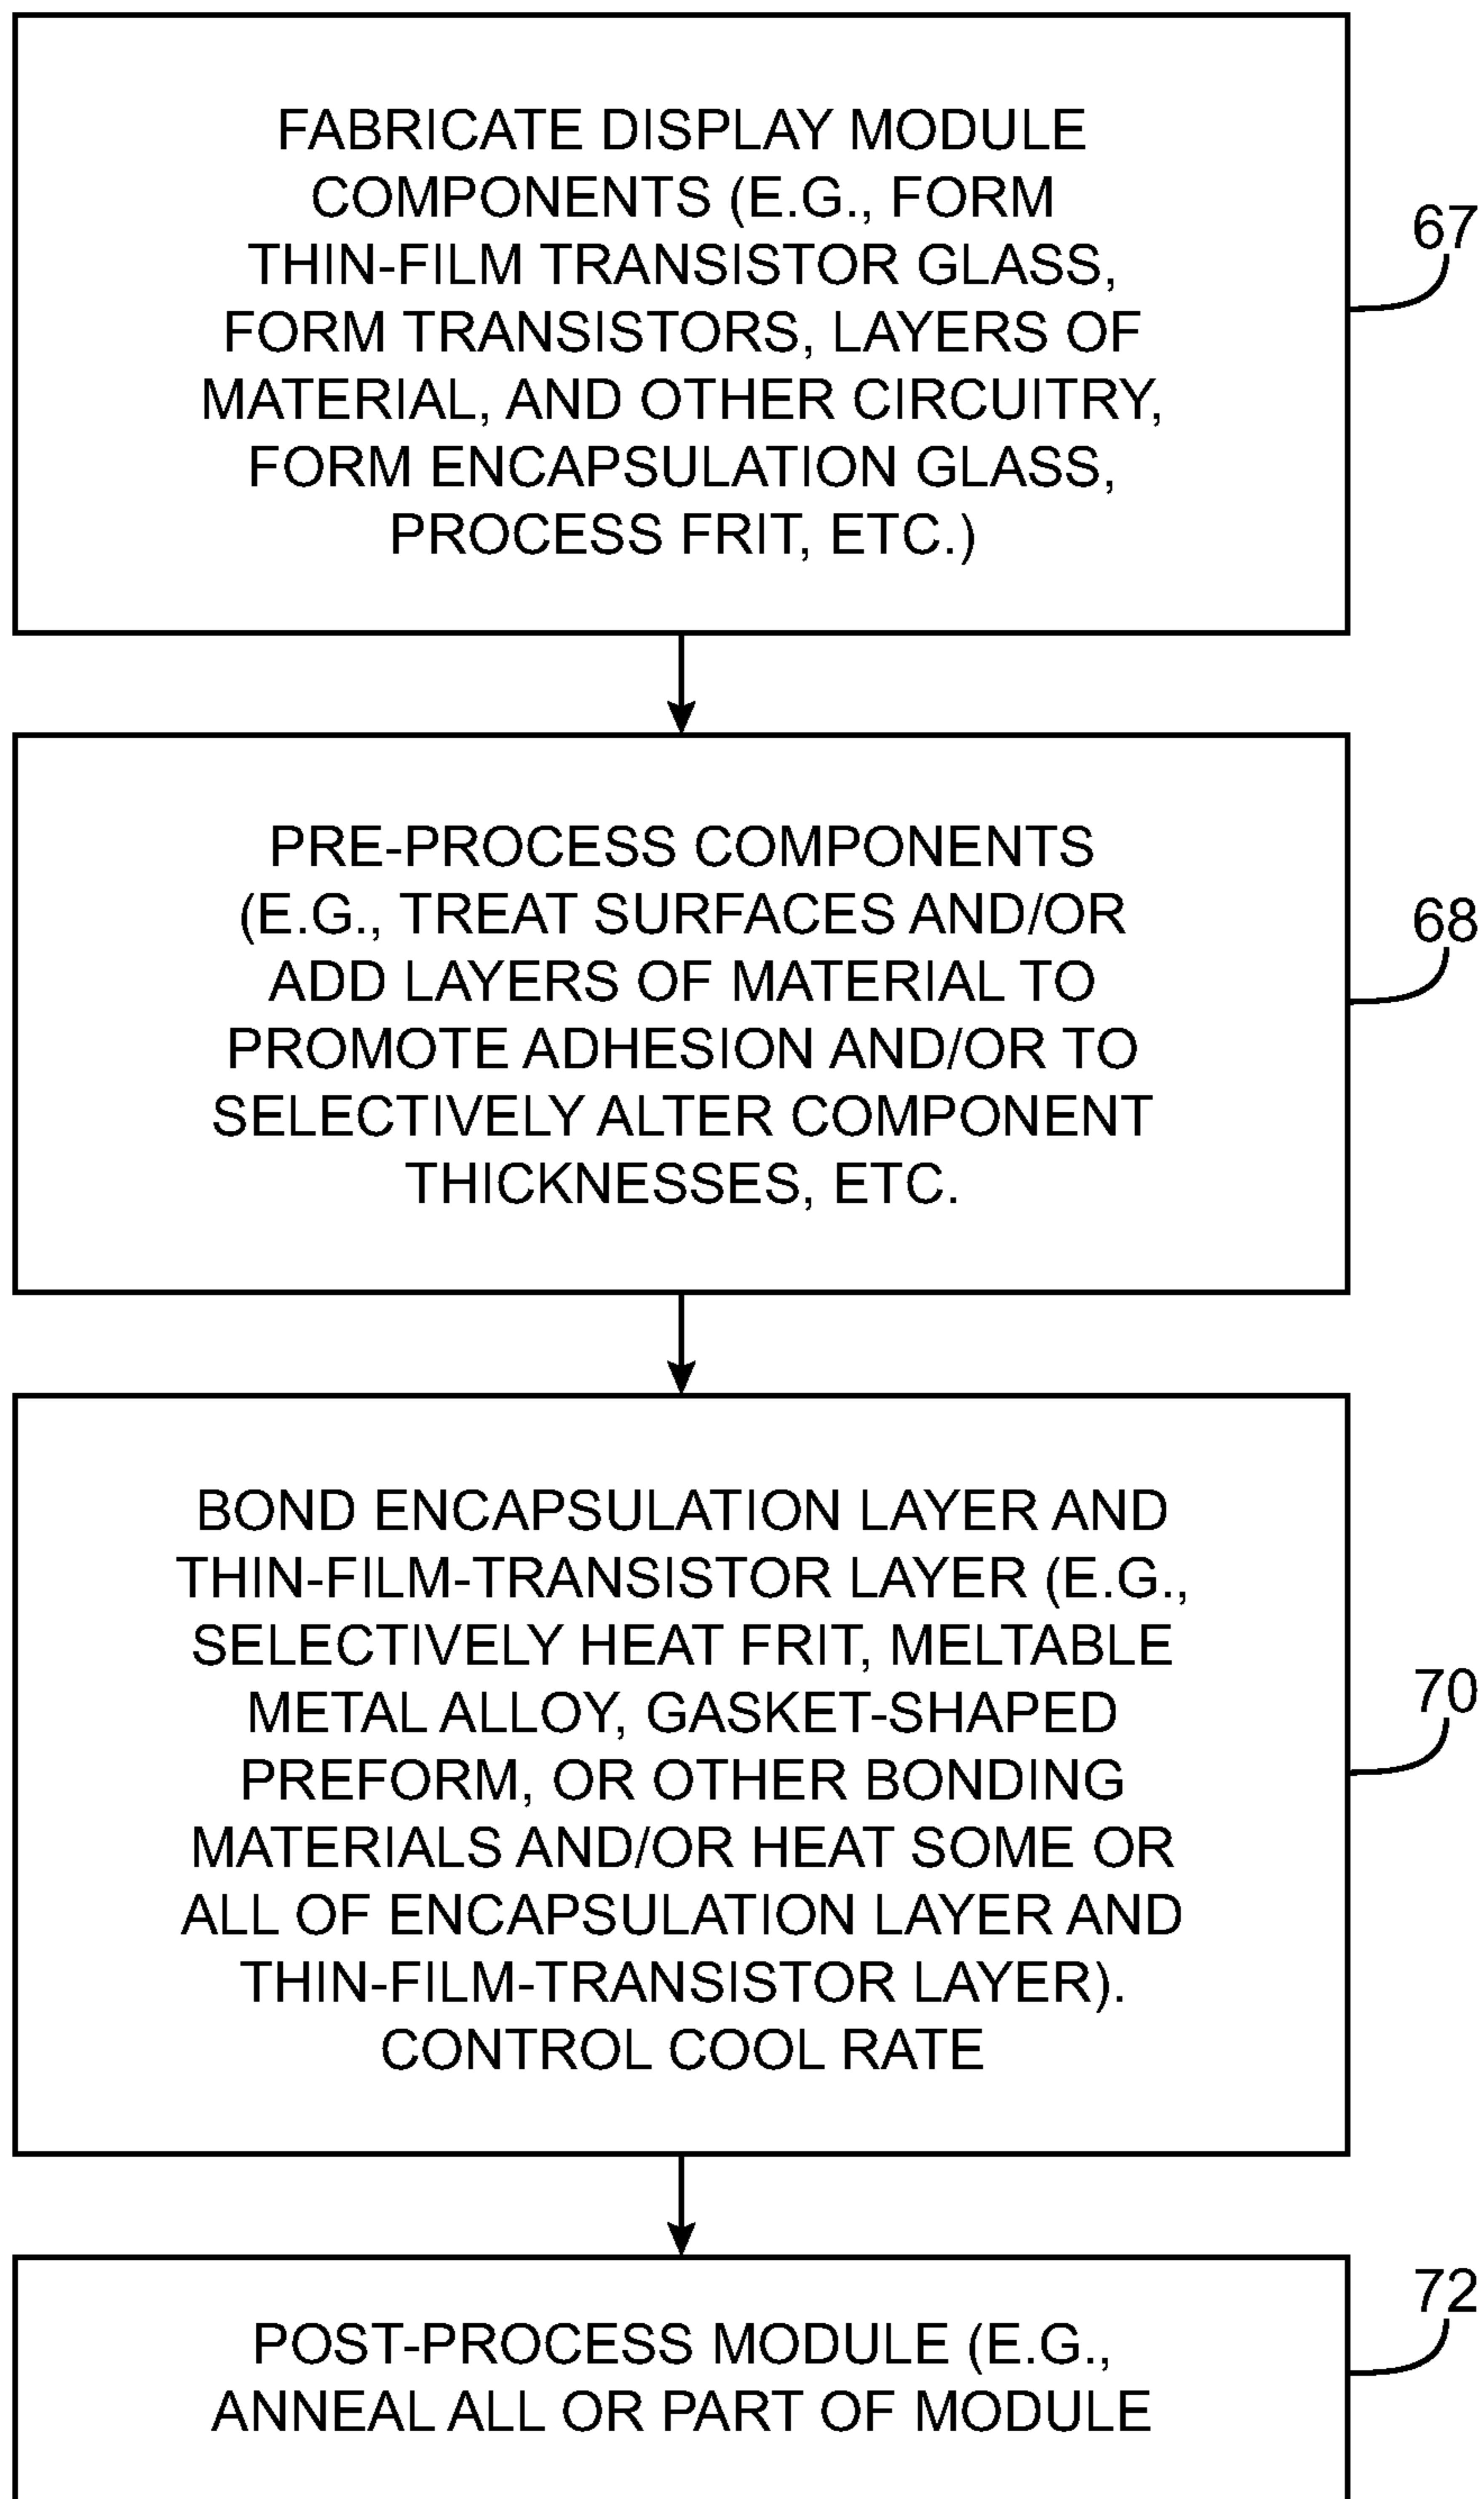 FABRICATE DISPLAY MODULE
COMPONENTS (E.G., FORM
THIN-FILM TRANSISTOR GLASS,
FORM TRANSISTORS, LAYERS OF
MATERIAL, AND OTHER CIRCUITRY,
FORM ENCAPSULATION GLASS,
PROCESS FRIT, ETC.)
67
PRE-PROCESS COMPONENTS
(E.G., TREAT SURFACES AND/OR
ADD LAYERS OF MATERIAL TO
PROMOTE ADHESION AND/OR TO
SELECTIVELY ALTER COMPONENT
THICKNESSES, ETC.
68
BOND ENCAPSULATION LAYER AND
THIN-FILM-TRANSISTOR LAYER (E.G.,
SELECTIVELY HEAT FRIT, MELTABLE
METAL ALLOY, GASKET-SHAPED
PREFORM, OR OTHER BONDING
MATERIALS AND/OR HEAT SOME OR
ALL OF ENCAPSULATION LAYER AND
THIN-FILM-TRANSISTOR LAYER).
CONTROL COOL RATE
70
POST-PROCESS MODULE (E.G.,
ANNEAL ALL OR PART OF MODULE
72